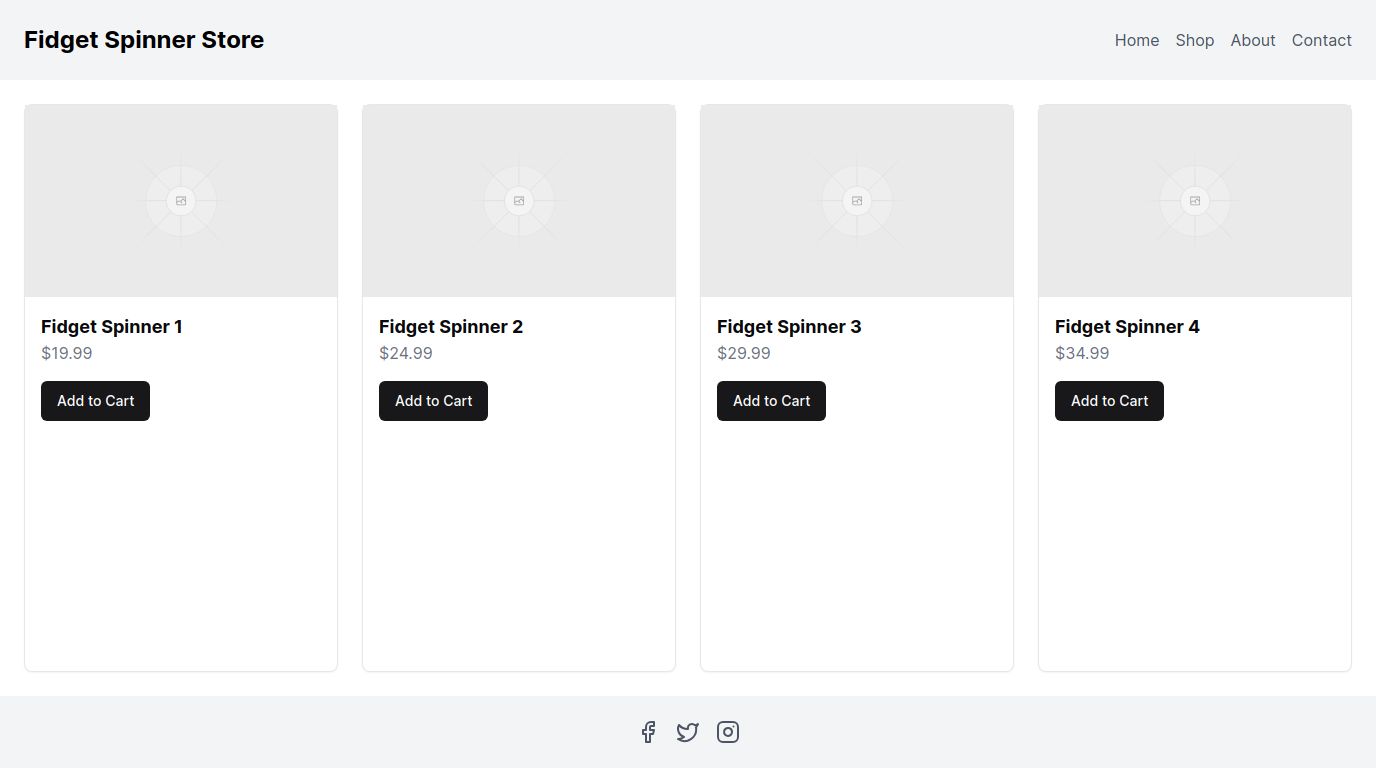 Fidget Spinner Store
Home Shop About Contact
Fidget Spinner 1
$19.99
Add to Cart
Fidget Spinner 2
$24.99
Add to Cart
Fidget Spinner 3
$29.99
Add to Cart
Fidget Spinner 4
$34.99
Add to Cart